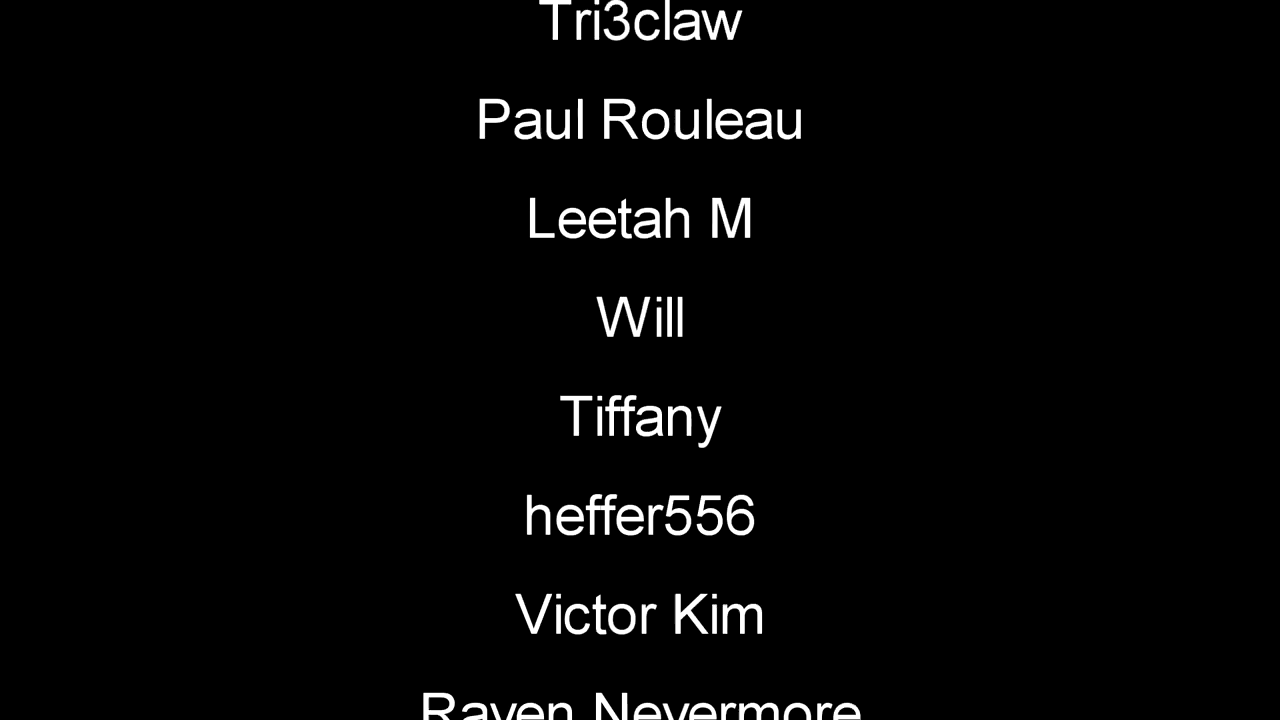 Tri3claw
Paul Rouleau
Leetah M
Will
Tiffany
heffer556
Victor Kim
Raven Nevermore